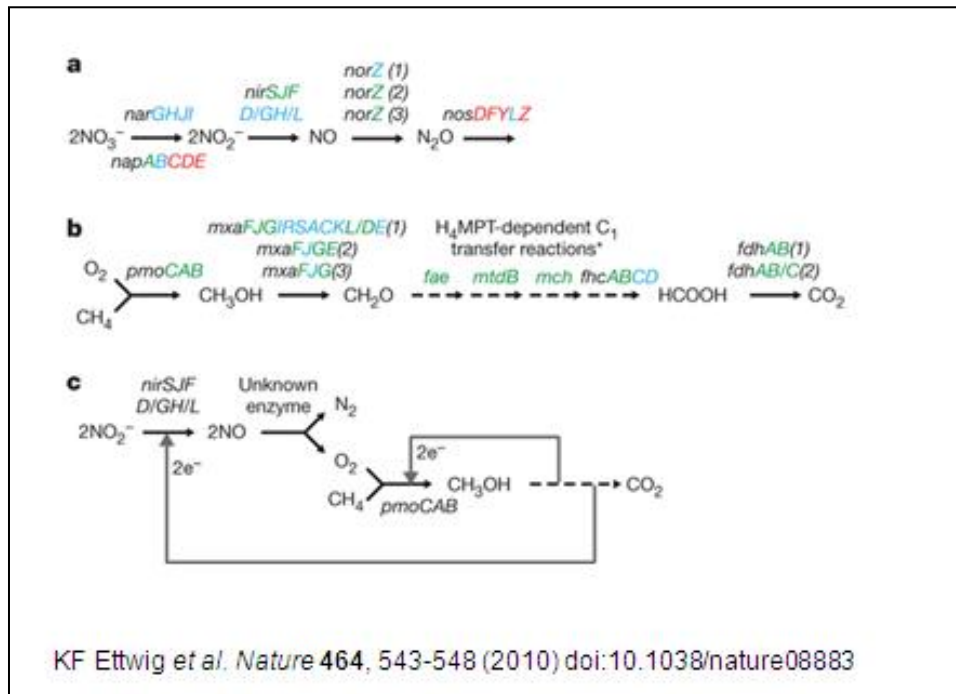 a
norZ (1)
nirSJF norZ (2)
narGHJI D/GH/L norZ (3) nosDFYLZ
2NO₃⁻ 2NO₂⁻ NO N₂O
napABCDE
b
mxaFJGIRSACKL/DE(1) H₄MPT-dependent C₁
mxaFJGE(2) transfer reactions* fdhAB(1)
O₂ pmoCAB mxaFJG(3) fae mtdB mch fhcABCD fdhAB/C(2)
CH₃OH CH₂O HCOOH CO₂
CH₄
c
nirSJF Unknown
D/GH/L enzyme N₂
2NO₂⁻ 2NO
2e⁻ O₂ 2e⁻
CH₄ CH₃OH CO₂
pmoCAB
KF Ettwig et al. Nature 464, 543-548 (2010) doi:10.1038/nature08883